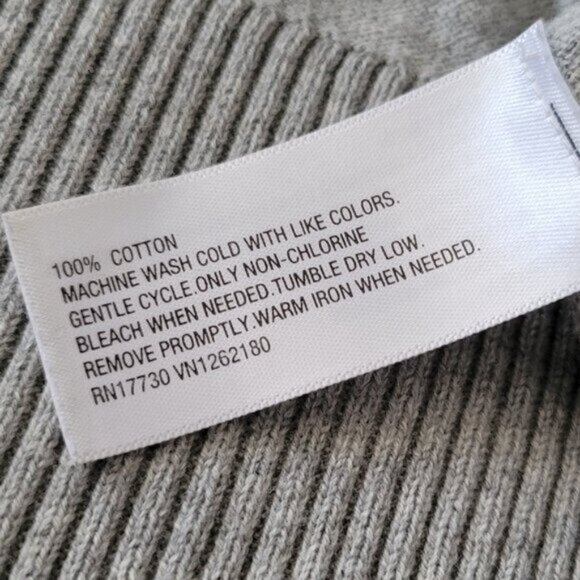 100% COTTON
MACHINE WASH COLD WITH LIKE COLORS.
GENTLE CYCLE.ONLY NON-CHLORINE
BLEACH WHEN NEEDED.TUMBLE DRY LOW.
REMOVE PROMPTLY.WARM IRON WHEN NEEDED.
RN17730 VN1262180